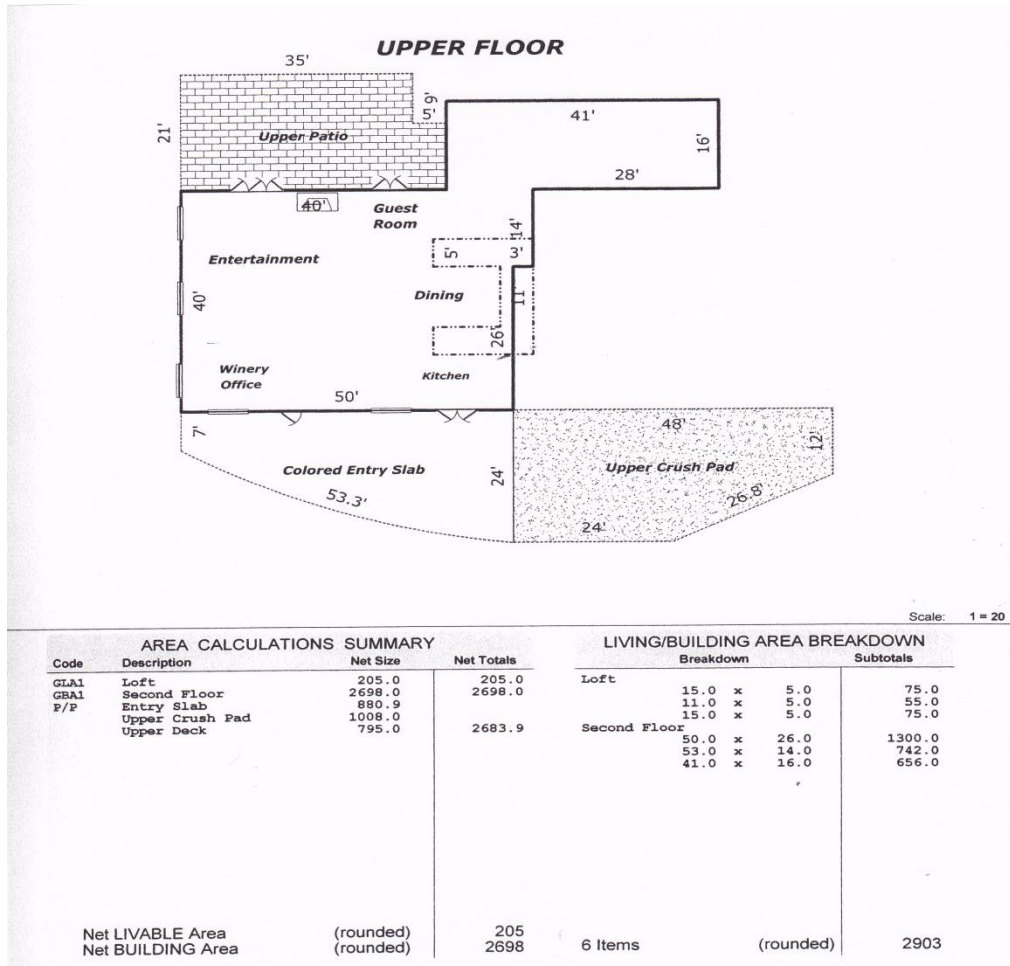 UPPER FLOOR
35'
21'
9'
5'
41'
16'
Upper Patio
28'
40'
Guest
Room
14'
Entertainment
5'
3'
40'
Dining
11'
26'
Winery
Office
Kitchen
50'
7'
48'
12'
Colored Entry Slab
24'
Upper Crush Pad
53.3'
26.8'
24'
Scale: 1 = 20
AREA CALCULATIONS SUMMARY
Code Description Net Size Net Totals
GLA1 Loft 205.0 205.0
GBA1 Second Floor 2698.0 2698.0
P/P Entry Slab 880.9
Upper Crush Pad 1008.0
Upper Deck 795.0 2683.9
Net LIVABLE Area (rounded) 205
Net BUILDING Area (rounded) 2698
LIVING/BUILDING AREA BREAKDOWN
Breakdown Subtotals
Loft
15.0 x 5.0 75.0
11.0 x 5.0 55.0
15.0 x 5.0 75.0
Second Floor
50.0 x 26.0 1300.0
53.0 x 14.0 742.0
41.0 x 16.0 656.0
6 Items (rounded) 2903